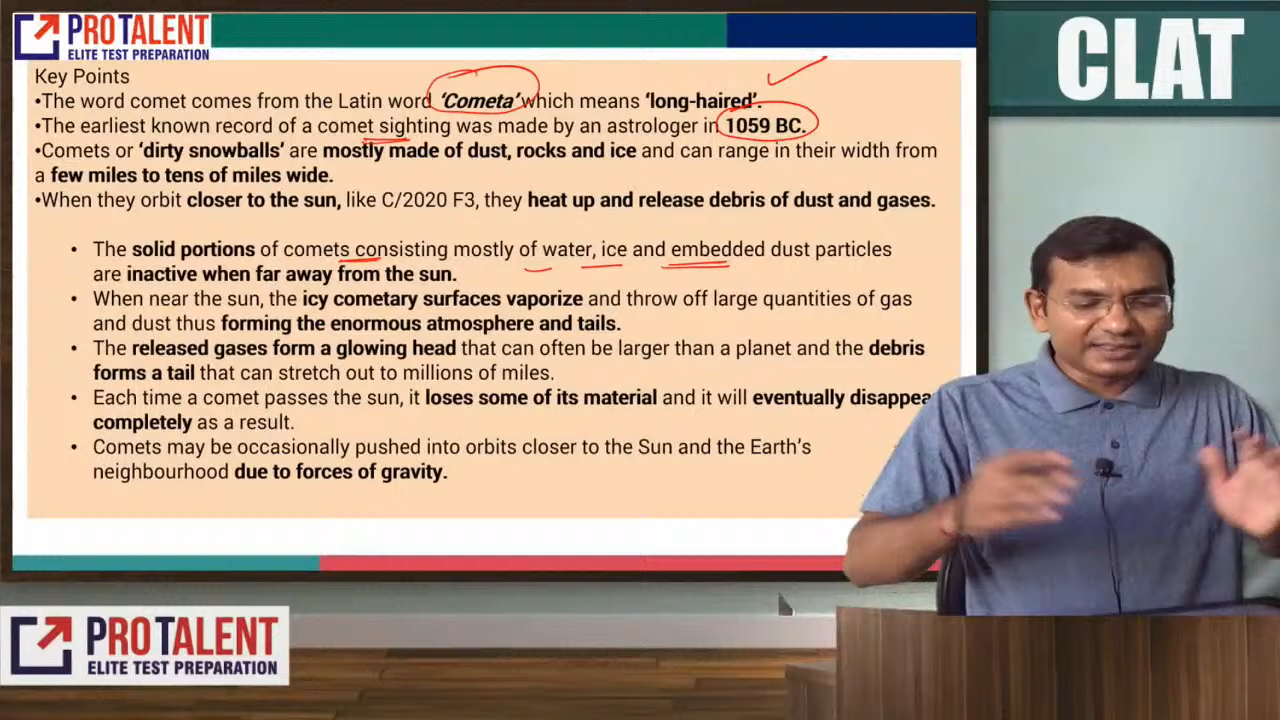 PROTALENT
ELITE TEST PREPARATION
CLAT
Key Points
•The word comet comes from the Latin word 'Cometa' which means 'long-haired'.
•The earliest known record of a comet sighting was made by an astrologer in 1059 BC.
•Comets or 'dirty snowballs' are mostly made of dust, rocks and ice and can range in their width from
a few miles to tens of miles wide.
•When they orbit closer to the sun, like C/2020 F3, they heat up and release debris of dust and gases.
• The solid portions of comets consisting mostly of water, ice and embedded dust particles
are inactive when far away from the sun.
• When near the sun, the icy cometary surfaces vaporize and throw off large quantities of gas
and dust thus forming the enormous atmosphere and tails.
• The released gases form a glowing head that can often be larger than a planet and the debris
forms a tail that can stretch out to millions of miles.
• Each time a comet passes the sun, it loses some of its material and it will eventually disappea
completely as a result.
• Comets may be occasionally pushed into orbits closer to the Sun and the Earth's
neighbourhood due to forces of gravity.
PROTALENT
ELITE TEST PREPARATION